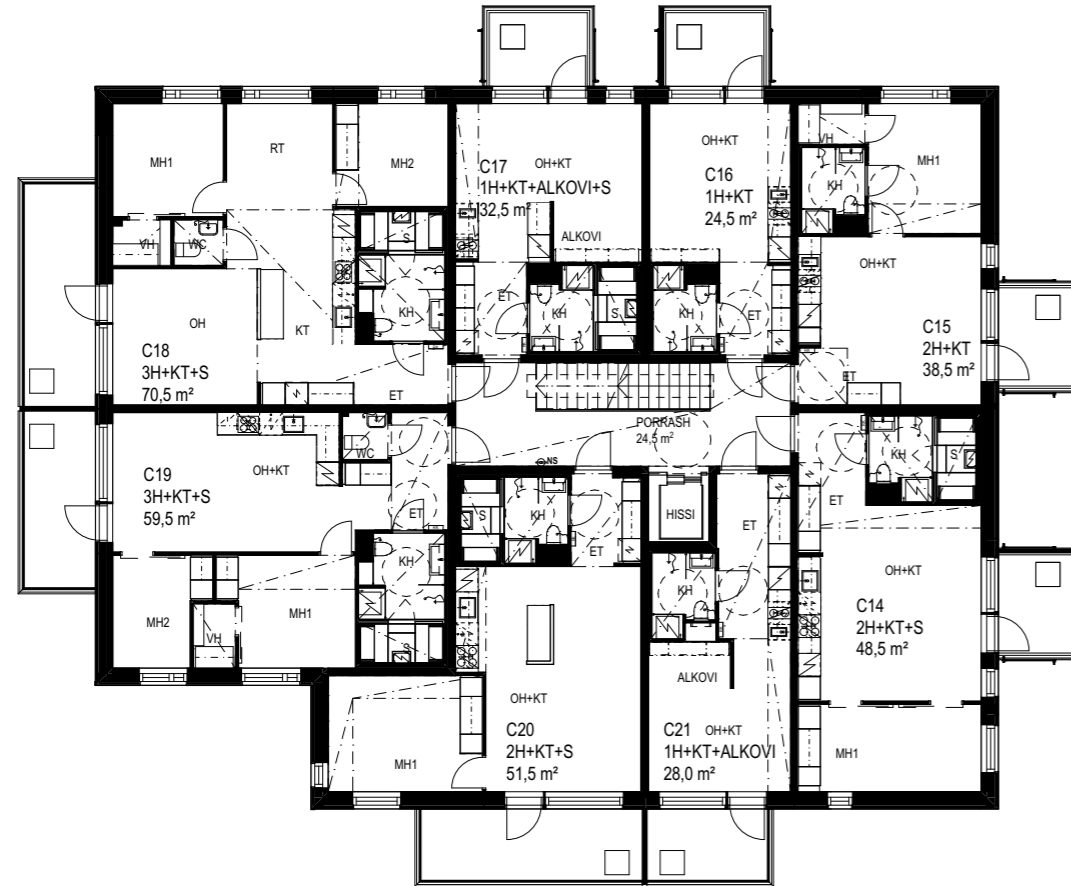 MH1
RT
MH2
VH
WC
S
KH
OH
KT
ET
C18
3H+KT+S
70,5 m²
C17
1H+KT+ALKOVI+S
32,5 m²
OH+KT
ALKOVI
ET
KH
S
OH+KT
C16
1H+KT
24,5 m²
KH
ET
VH
KH
MH1
OH+KT
C15
2H+KT
38,5 m²
ET
PORRASH
24,5 m²
NS
HISSI
C19
3H+KT+S
59,5 m²
OH+KT
WC
ET
KH
S
MH2
VH
MH1
S
KH
ET
OH+KT
C20
2H+KT+S
51,5 m²
MH1
ET
KH
ALKOVI
C21
OH+KT
1H+KT+ALKOVI
28,0 m²
KH
S
ET
OH+KT
C14
2H+KT+S
48,5 m²
MH1